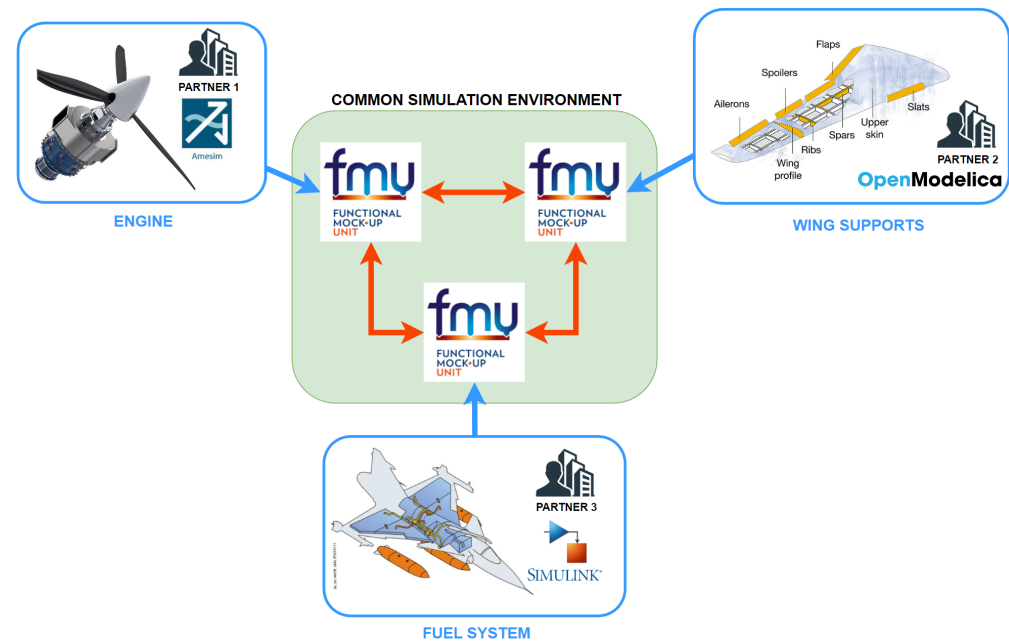 PARTNER 1
Amesim
ENGINE
COMMON SIMULATION ENVIRONMENT
fmu
FUNCTIONAL
MOCK-UP
UNIT
fmu
FUNCTIONAL
MOCK-UP
UNIT
fmu
FUNCTIONAL
MOCK-UP
UNIT
Flaps
Spoilers
Ailerons
Slats
Upper
skin
Spars
Ribs
Wing
profile
PARTNER 2
OpenModelica
WING SUPPORTS
PARTNER 3
SIMULINK®
FUEL SYSTEM